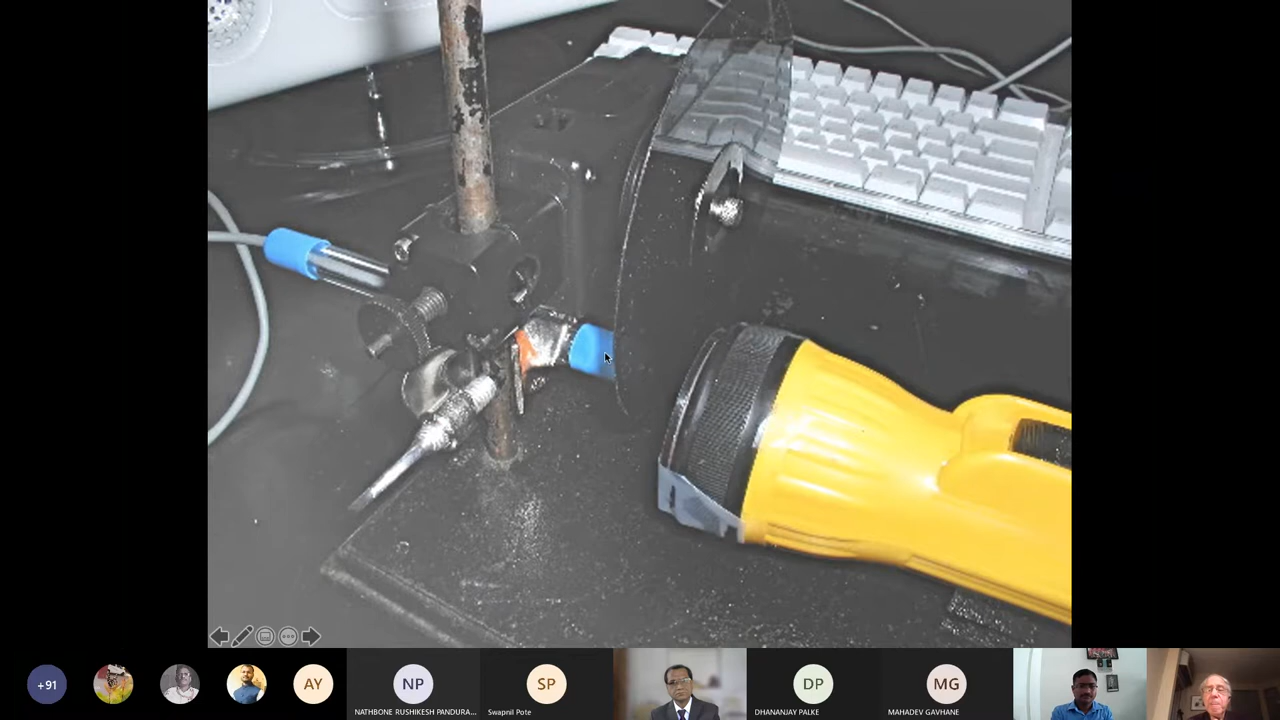 +91
AY
NP
SP
DP
MG
NATHBONE RUSHIKESH PANDURA...
Swapnil Pote
DHANANJAY PALKE
MAHADEV GAVHANE